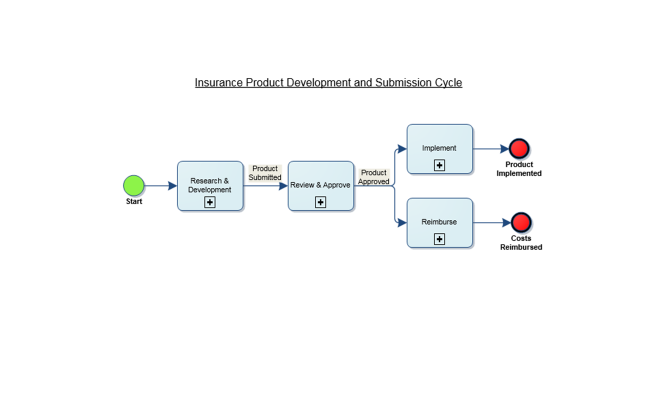 Insurance Product Development and Submission Cycle
Start
Research &
Development
Product
Submitted
Review & Approve
Product
Approved
Implement
Product
Implemented
Reimburse
Costs
Reimbursed